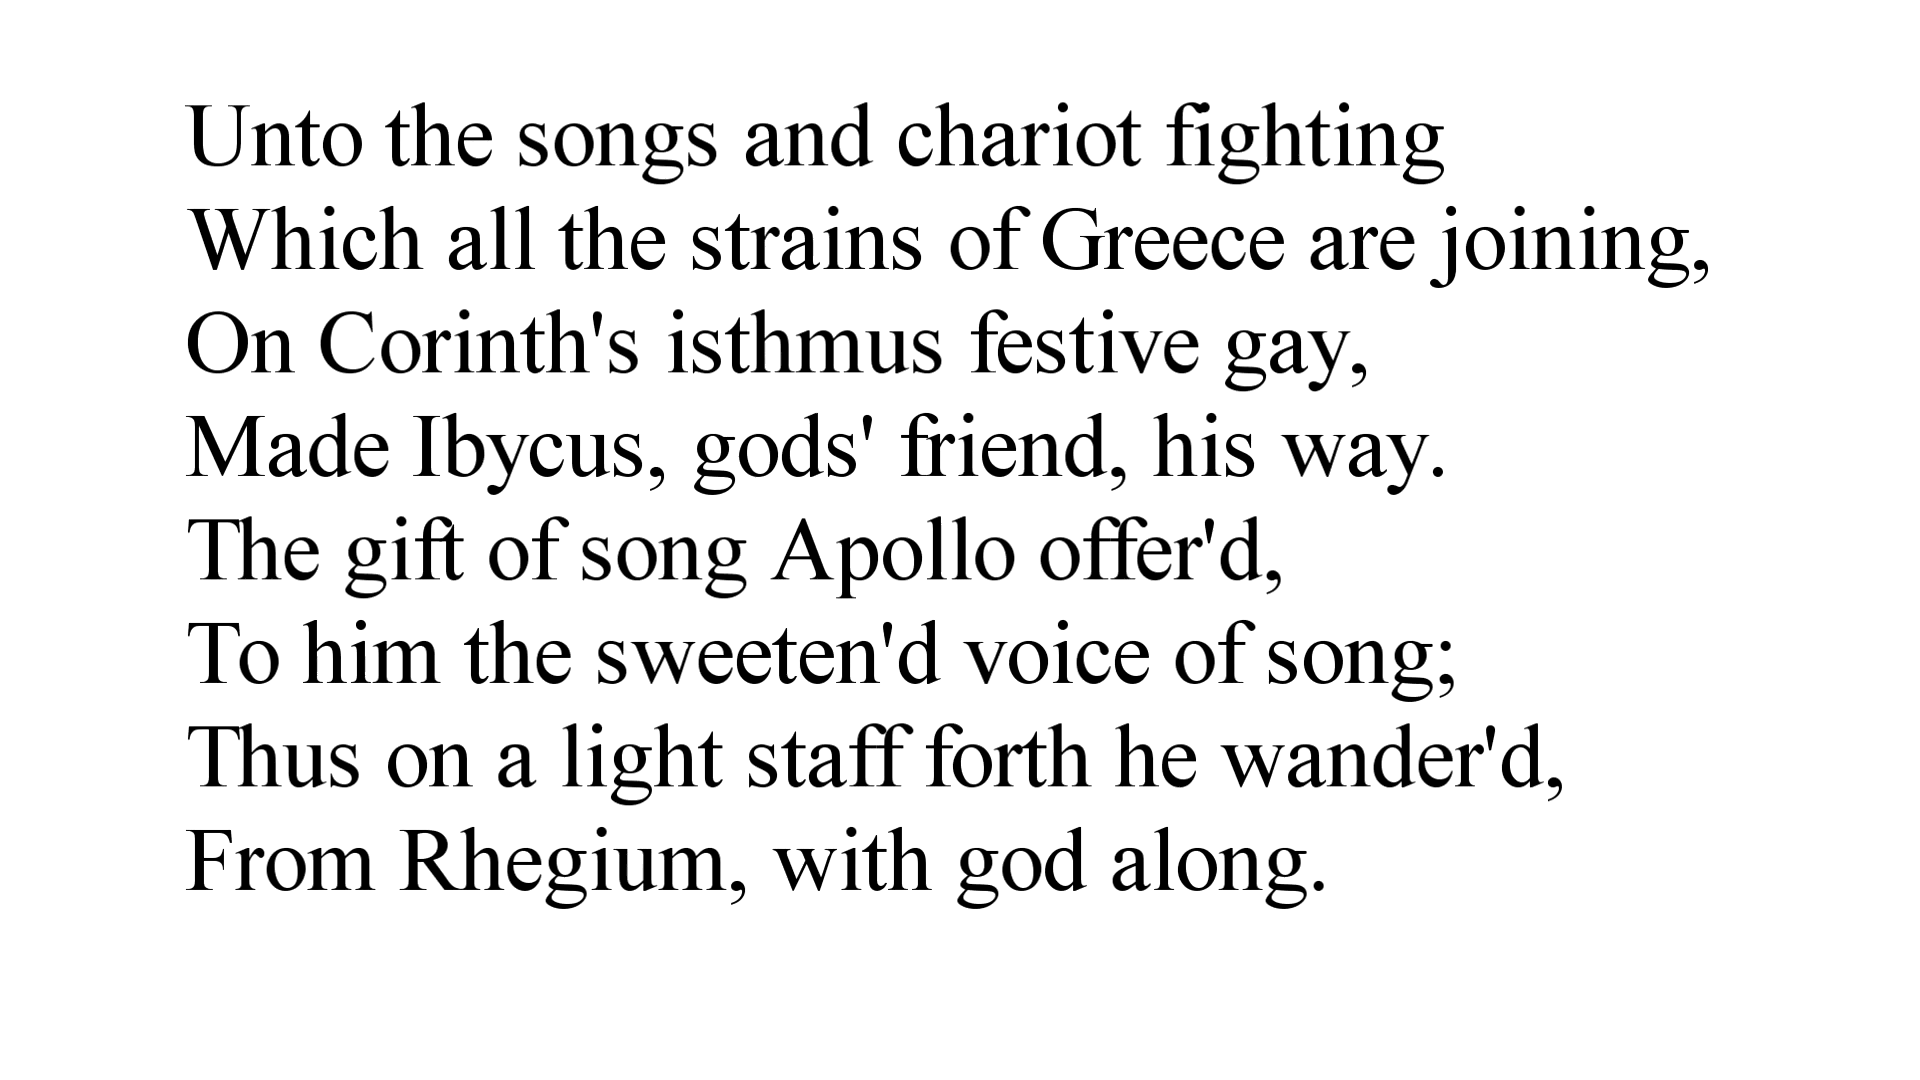 Unto the songs and chariot fighting
Which all the strains of Greece are joining,
On Corinth's isthmus festive gay,
Made Ibycus, gods' friend, his way.
The gift of song Apollo offer'd,
To him the sweeten'd voice of song;
Thus on a light staff forth he wander'd,
From Rhegium, with god along.